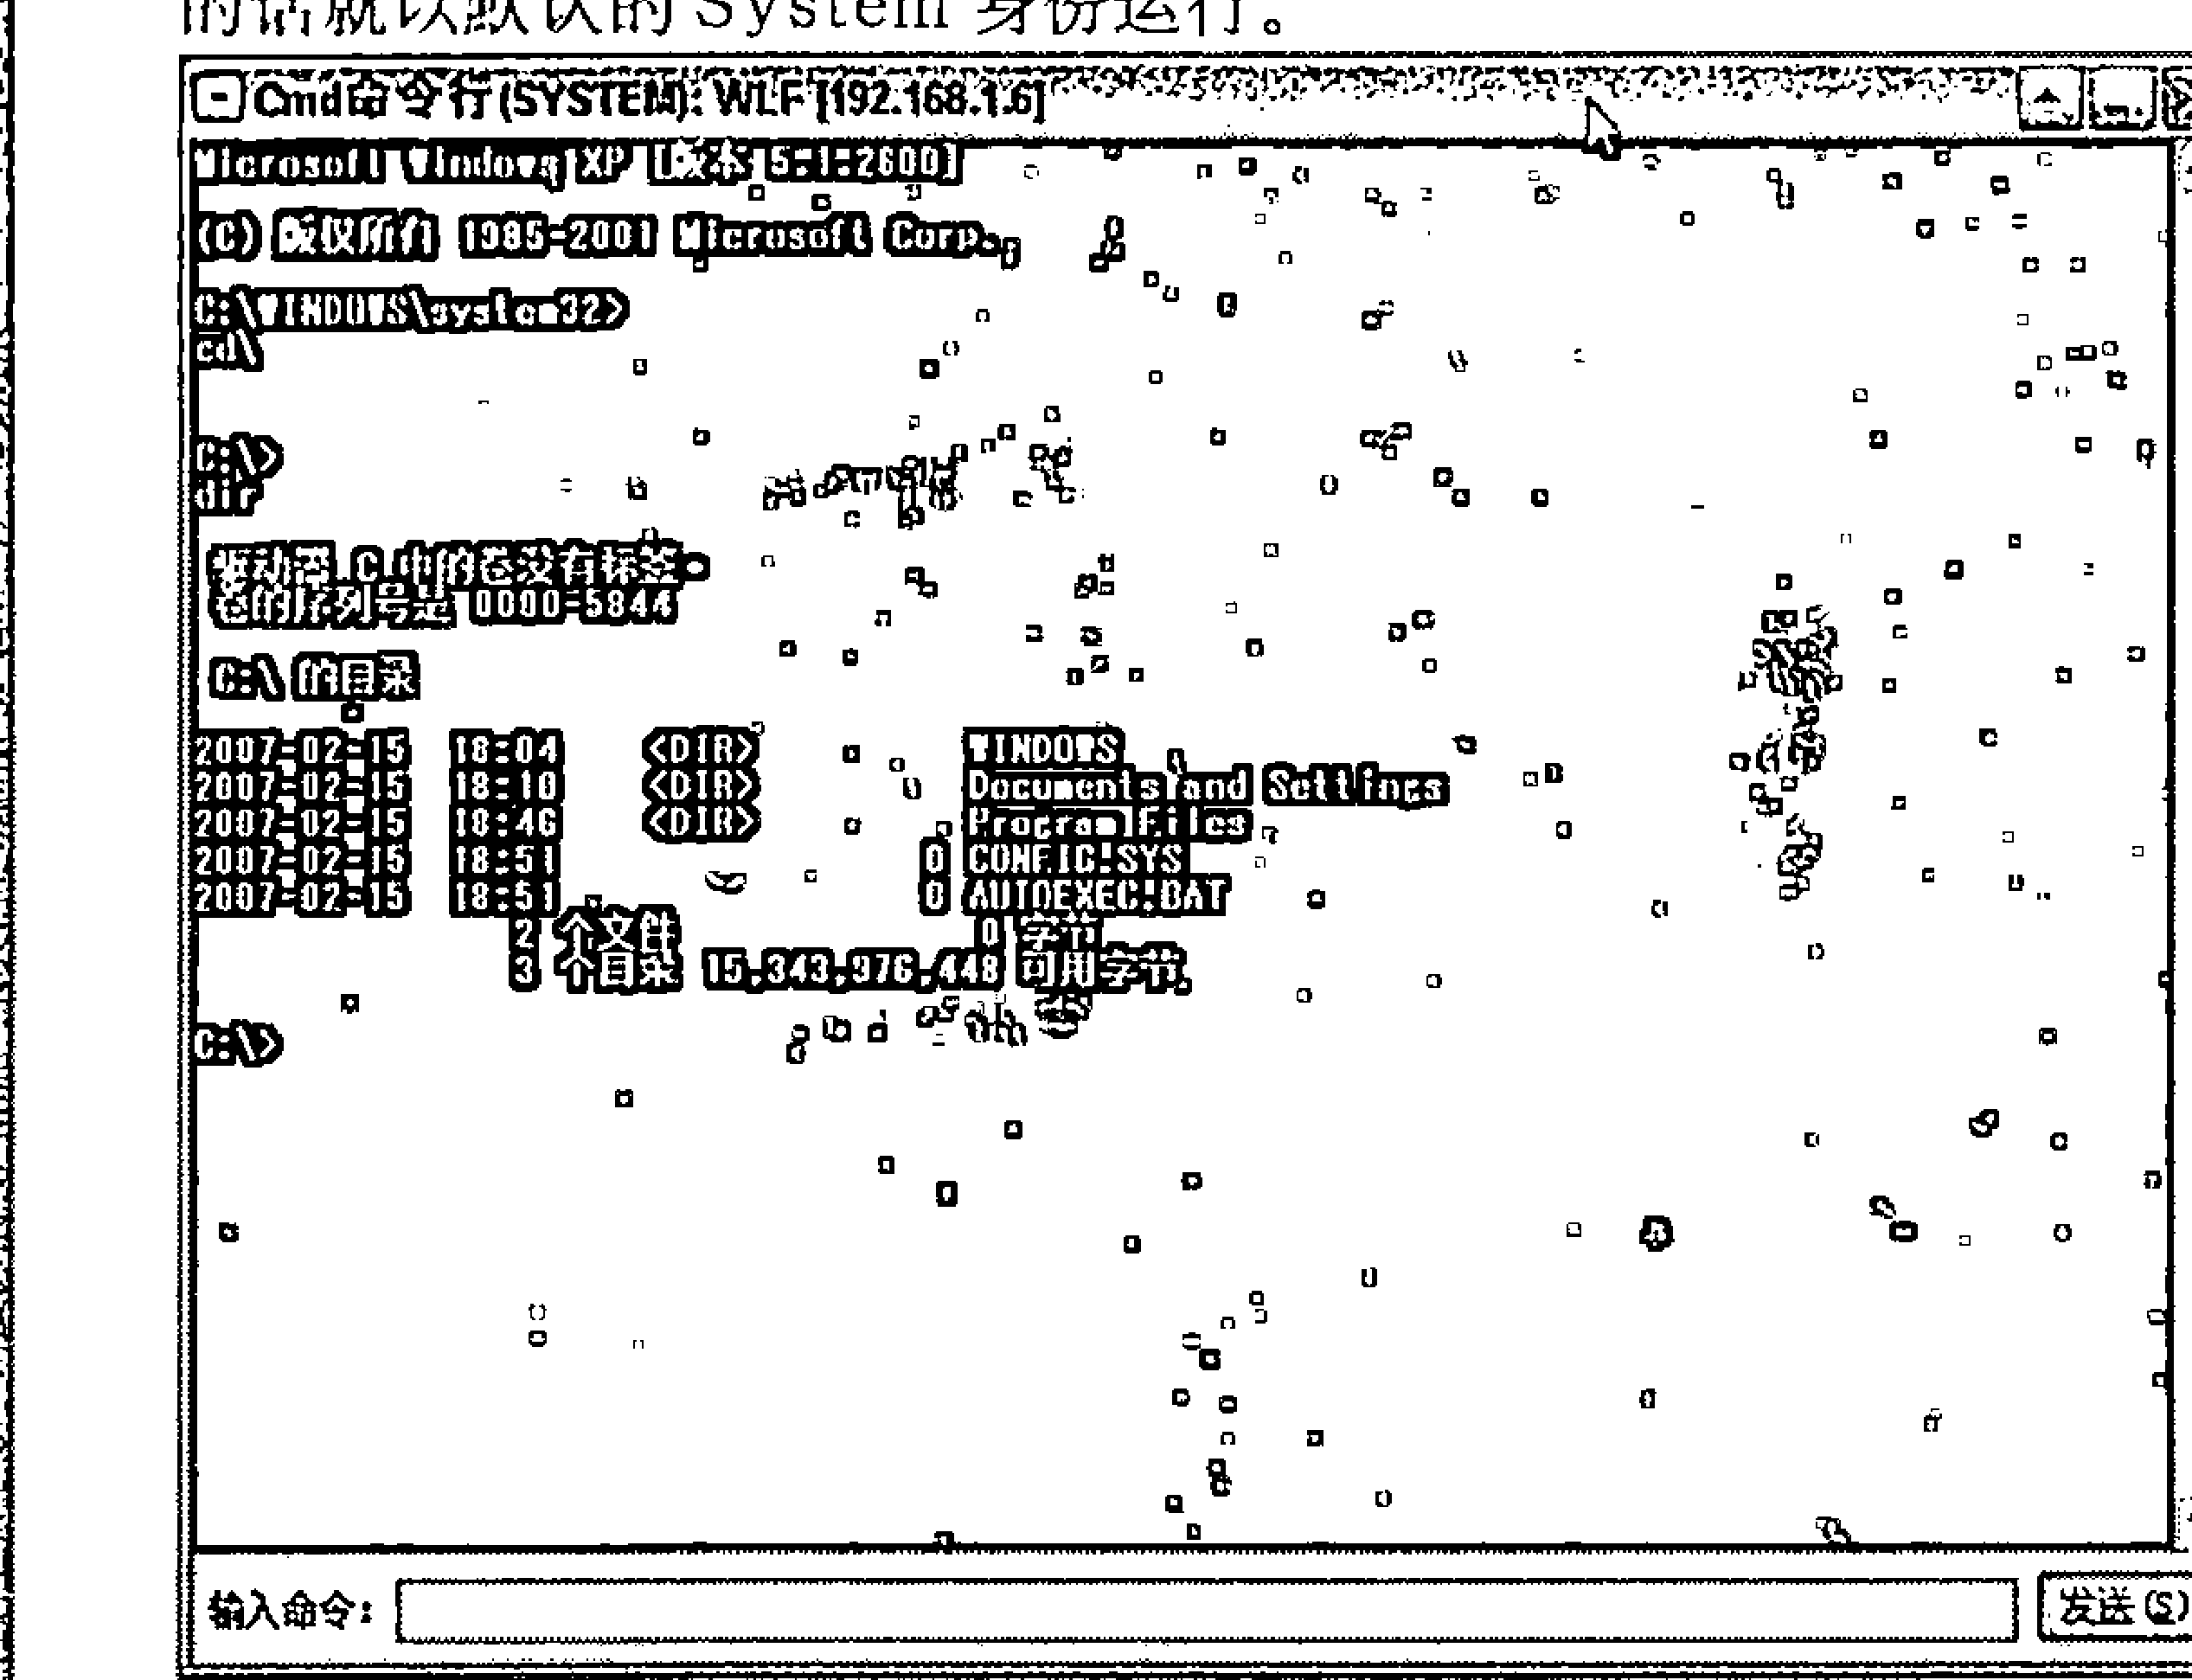 的话就以默认的 System 身份运行。
Cmd命令行(SYSTEM): WLF [192.168.1.6]
Microsoft Windows XP [版本 5.1.2600]
(C) 版权所有 1985-2001 Microsoft Corp.
C:\WINDOWS\system32>
cd\
C:\>
dir
驱动器 C 中的卷没有标签。
卷的序列号是 0000-5844
C:\ 的目录
2007-02-15 18:04 <DIR> WINDOWS
2007-02-15 18:10 <DIR> Documents and Settings
2007-02-15 18:46 <DIR> Program Files
2007-02-15 18:51 0 CONFIG.SYS
2007-02-15 18:51 0 AUTOEXEC.BAT
2 个文件 0 字节
3 个目录 15,343,976,448 可用字节
C:\>
输入命令:
发送(S)